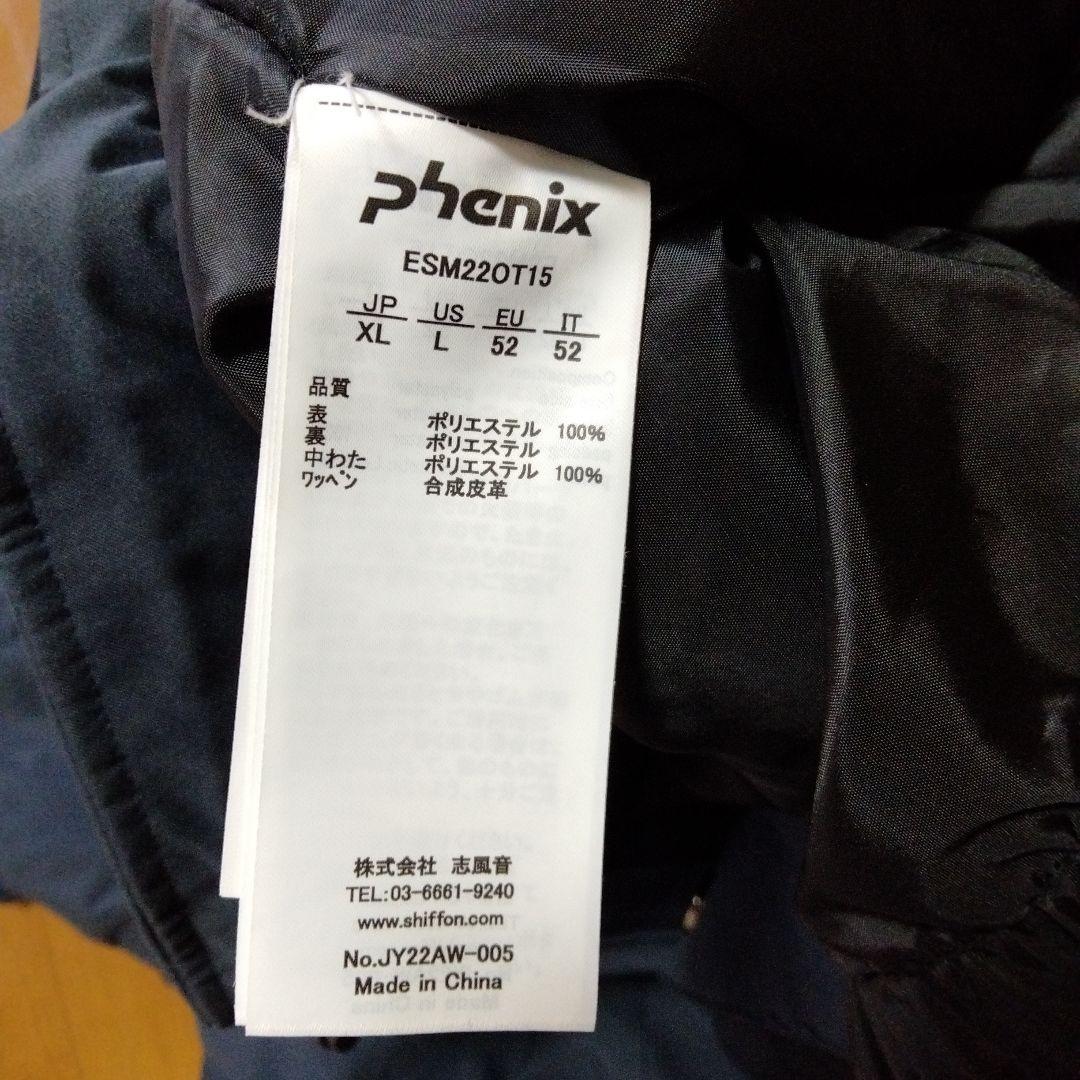 phenix
ESM22OT15
JP US EU IT
XL L 52 52
品質
表 ポリエステル 100%
裏 ポリエステル
中わた ポリエステル 100%
ワッペン 合成皮革
株式会社 志風音
TEL:03-6661-9240
www.shiffon.com
No.JY22AW-005
Made in China